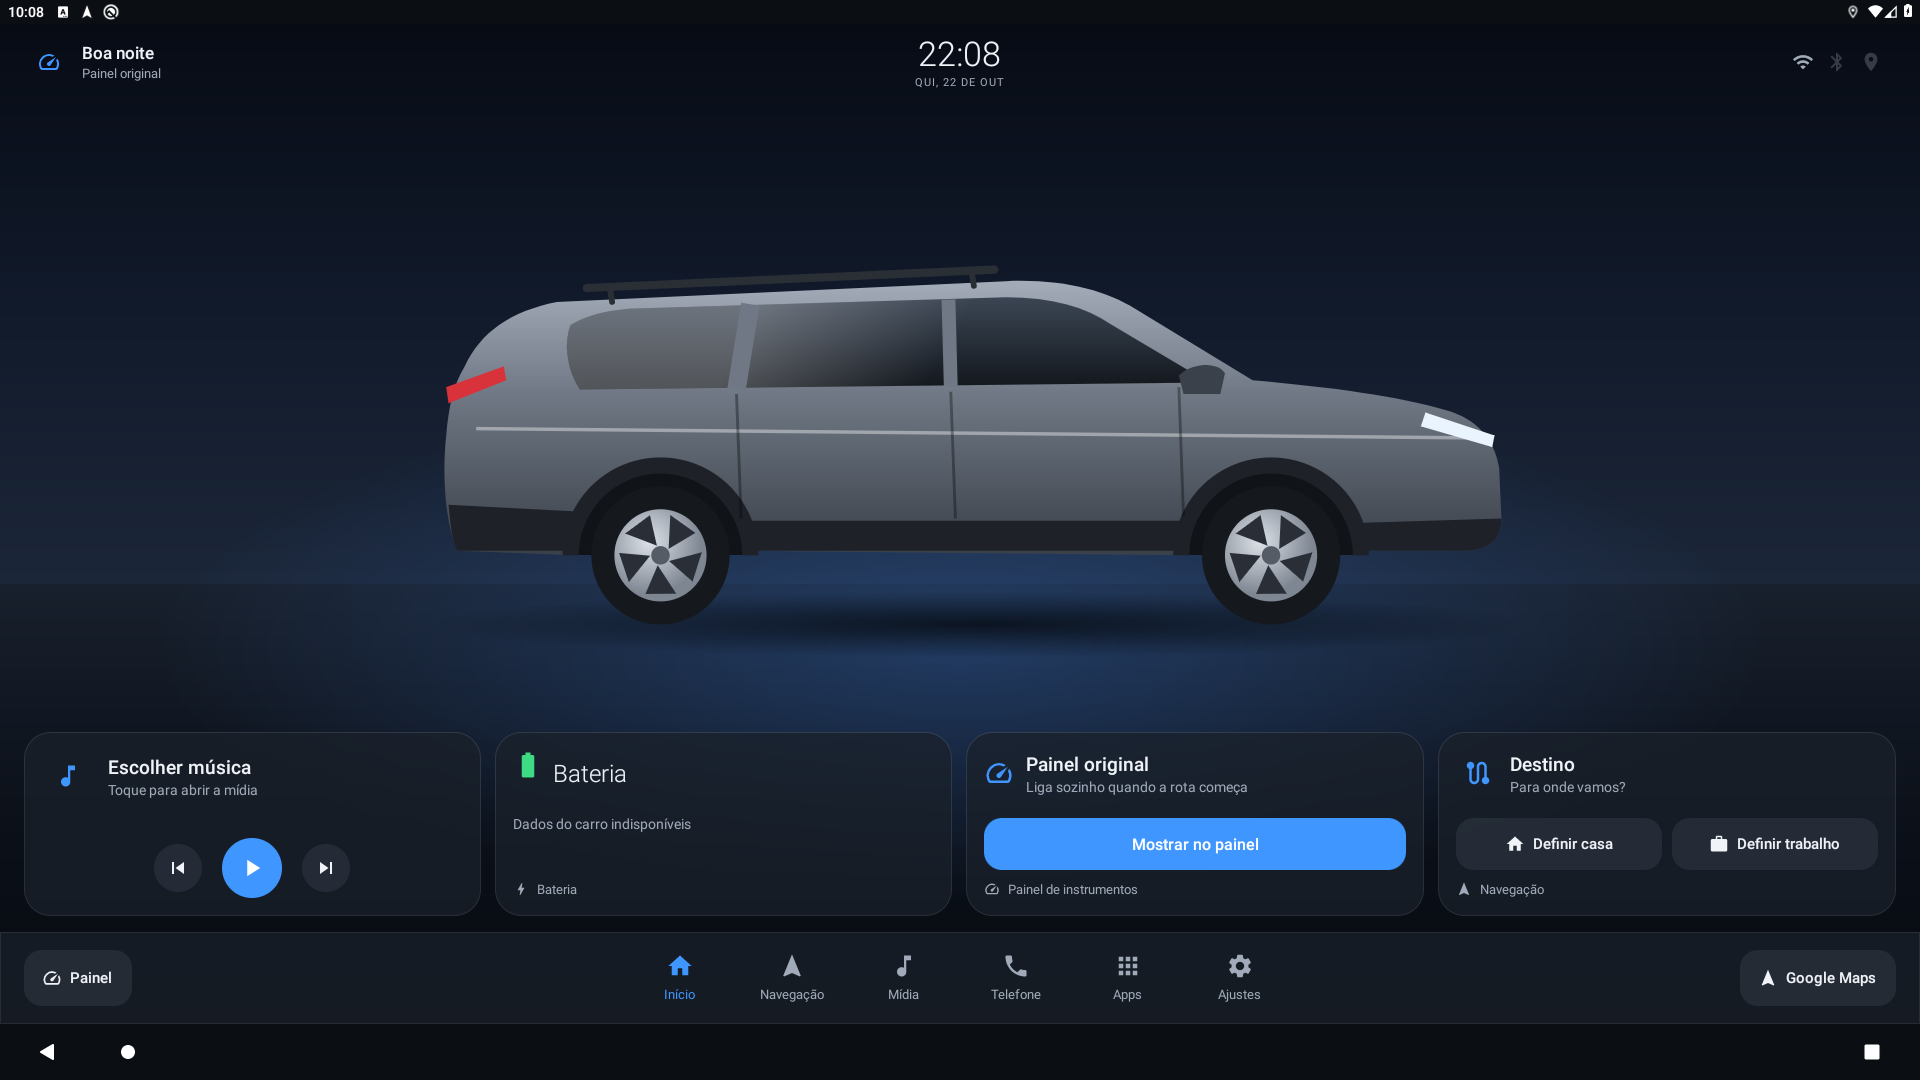 10:08
Boa noite
Painel original
22:08
QUI, 22 DE OUT
Escolher música
Toque para abrir a mídia
Bateria
Dados do carro indisponíveis
Bateria
Painel original
Liga sozinho quando a rota começa
Mostrar no painel
Painel de instrumentos
Destino
Para onde vamos?
Definir casa
Definir trabalho
Navegação
Painel
Início
Navegação
Mídia
Telefone
Apps
Ajustes
Google Maps